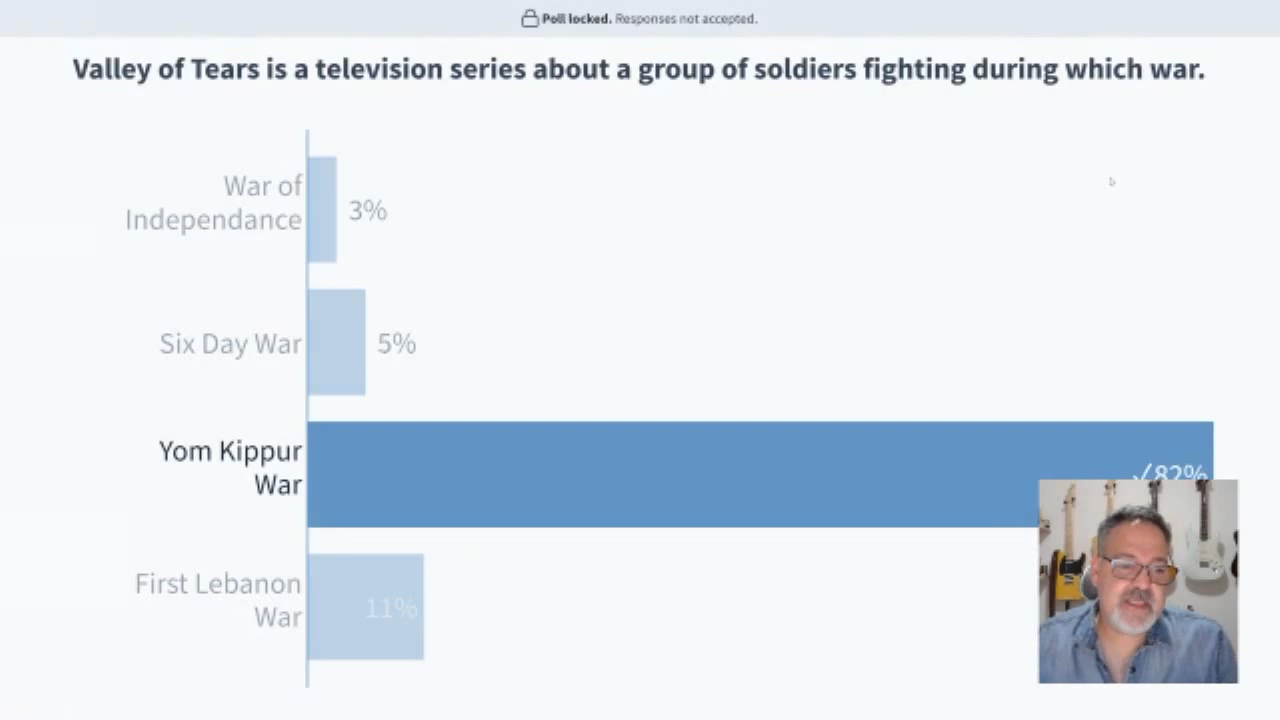 Poll locked. Responses not accepted.
Valley of Tears is a television series about a group of soldiers fighting during which war.
War of
Independance
3%
Six Day War
5%
Yom Kippur
War
✓82%
First Lebanon
War
11%